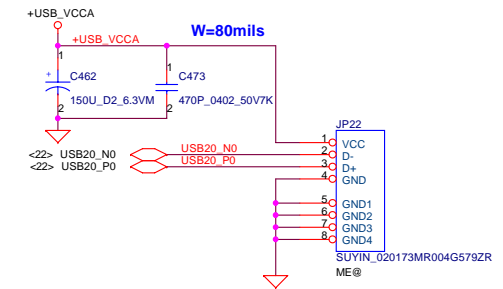 +USB_VCCA
W=80mils
+USB_VCCA
1
1
+
C462
C473
150U_D2_6.3VM
470P_0402_50V7K
2
2
JP22
1 VCC
<22> USB20_N0 USB20_N0 2 D-
<22> USB20_P0 USB20_P0 3 D+
4 GND
5 GND1
6 GND2
7 GND3
8 GND4
SUYIN_020173MR004G579ZR
ME@